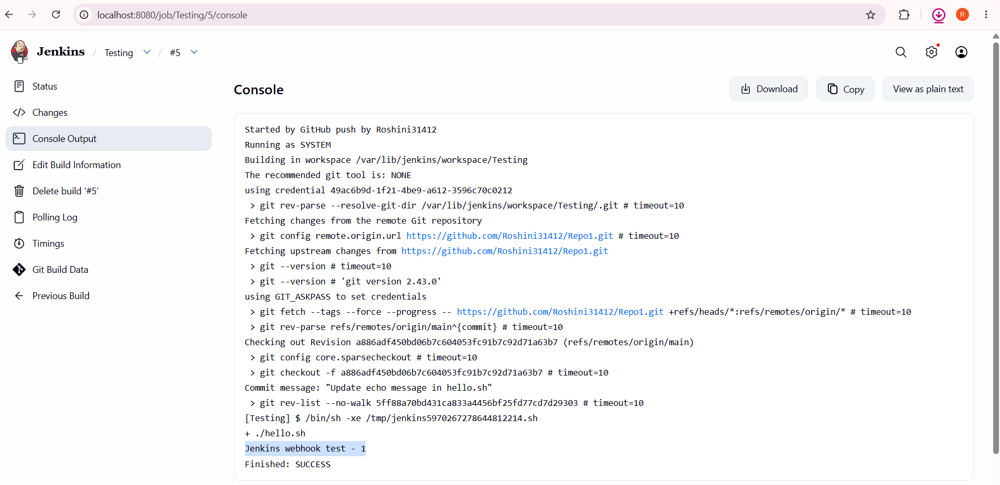 localhost:8080/job/Testing/5/console
R
Jenkins / Testing / #5
Status
Changes
Console Output
Edit Build Information
Delete build ‘#5’
Polling Log
Timings
Git Build Data
Previous Build
Console
Download
Copy
View as plain text
Started by GitHub push by Roshini31412
Running as SYSTEM
Building in workspace /var/lib/jenkins/workspace/Testing
The recommended git tool is: NONE
using credential 49ac6b9d-1f21-4be9-a612-3596c70c0212
 > git rev-parse --resolve-git-dir /var/lib/jenkins/workspace/Testing/.git # timeout=10
Fetching changes from the remote Git repository
 > git config remote.origin.url https://github.com/Roshini31412/Repo1.git # timeout=10
Fetching upstream changes from https://github.com/Roshini31412/Repo1.git
 > git --version # timeout=10
 > git --version # 'git version 2.43.0'
using GIT_ASKPASS to set credentials
 > git fetch --tags --force --progress -- https://github.com/Roshini31412/Repo1.git +refs/heads/*:refs/remotes/origin/* # timeout=10
 > git rev-parse refs/remotes/origin/main^{commit} # timeout=10
Checking out Revision a886adf450bd06b7c604053fc91b7c92d71a63b7 (refs/remotes/origin/main)
 > git config core.sparsecheckout # timeout=10
 > git checkout -f a886adf450bd06b7c604053fc91b7c92d71a63b7 # timeout=10
Commit message: "Update echo message in hello.sh"
 > git rev-list --no-walk 5ff88a70bd431ca833a4456bf25fd77cd7d29303 # timeout=10
[Testing] $ /bin/sh -xe /tmp/jenkins5970267278644812214.sh
+ ./hello.sh
Jenkins webhook test - 1
Finished: SUCCESS